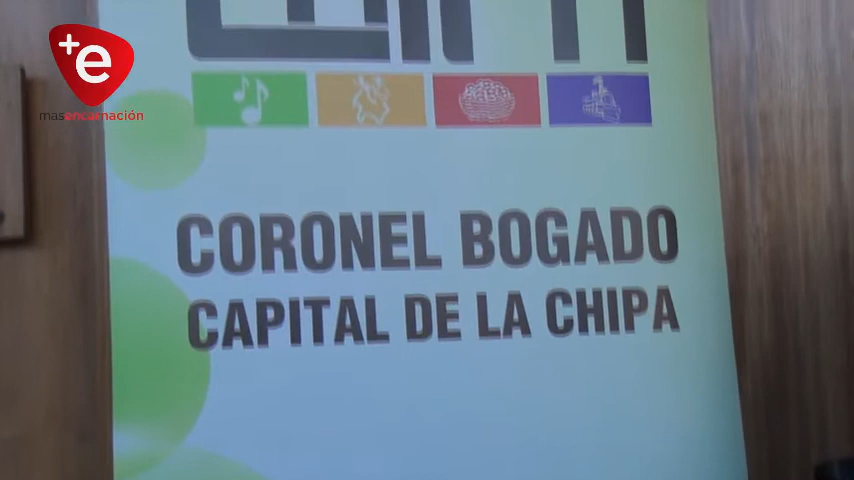 +e
masencarnación
CORONEL BOGADO
CAPITAL DE LA CHIPA